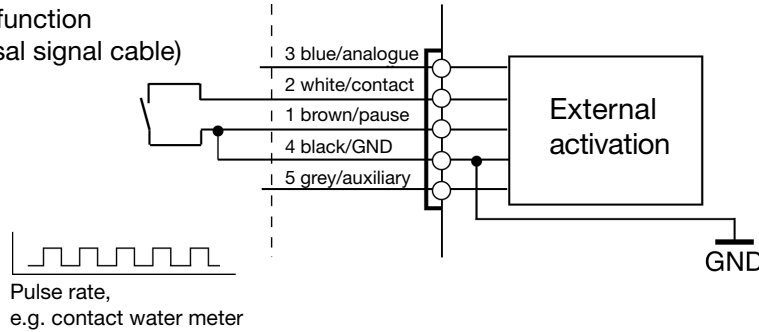 function
sal signal cable)
3 blue/analogue
2 white/contact
1 brown/pause
4 black/GND
5 grey/auxiliary
External
activation
GND
Pulse rate,
e.g. contact water meter